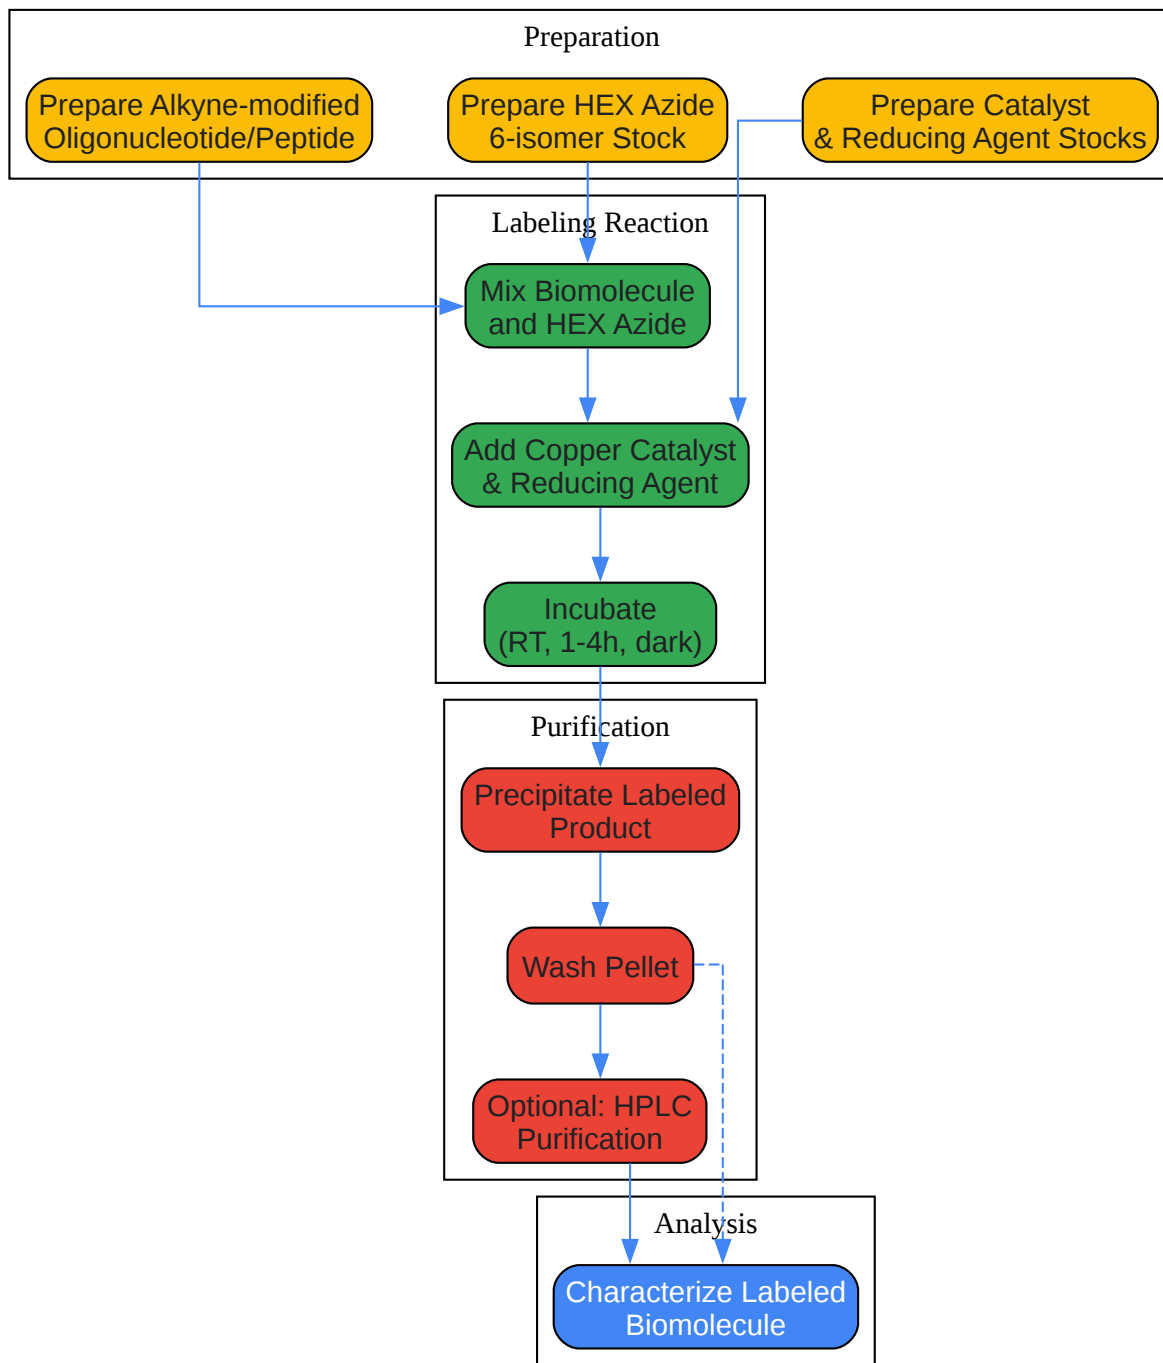 Preparation
Prepare Alkyne-modified
Oligonucleotide/Peptide
Prepare HEX Azide
6-isomer Stock
Prepare Catalyst
& Reducing Agent Stocks
Labeling Reaction
Mix Biomolecule
and HEX Azide
Add Copper Catalyst
& Reducing Agent
Incubate
(RT, 1-4h, dark)
Purification
Precipitate Labeled
Product
Wash Pellet
Optional: HPLC
Purification
Analysis
Characterize Labeled
Biomolecule